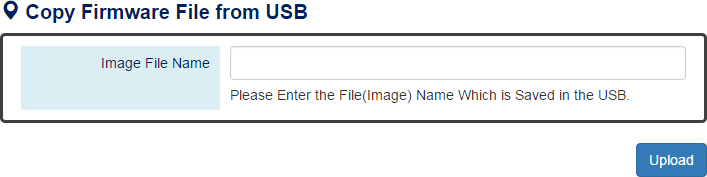 Copy Firmware File from USB
Image File Name
Please Enter the File(Image) Name Which is Saved in the USB.
Upload